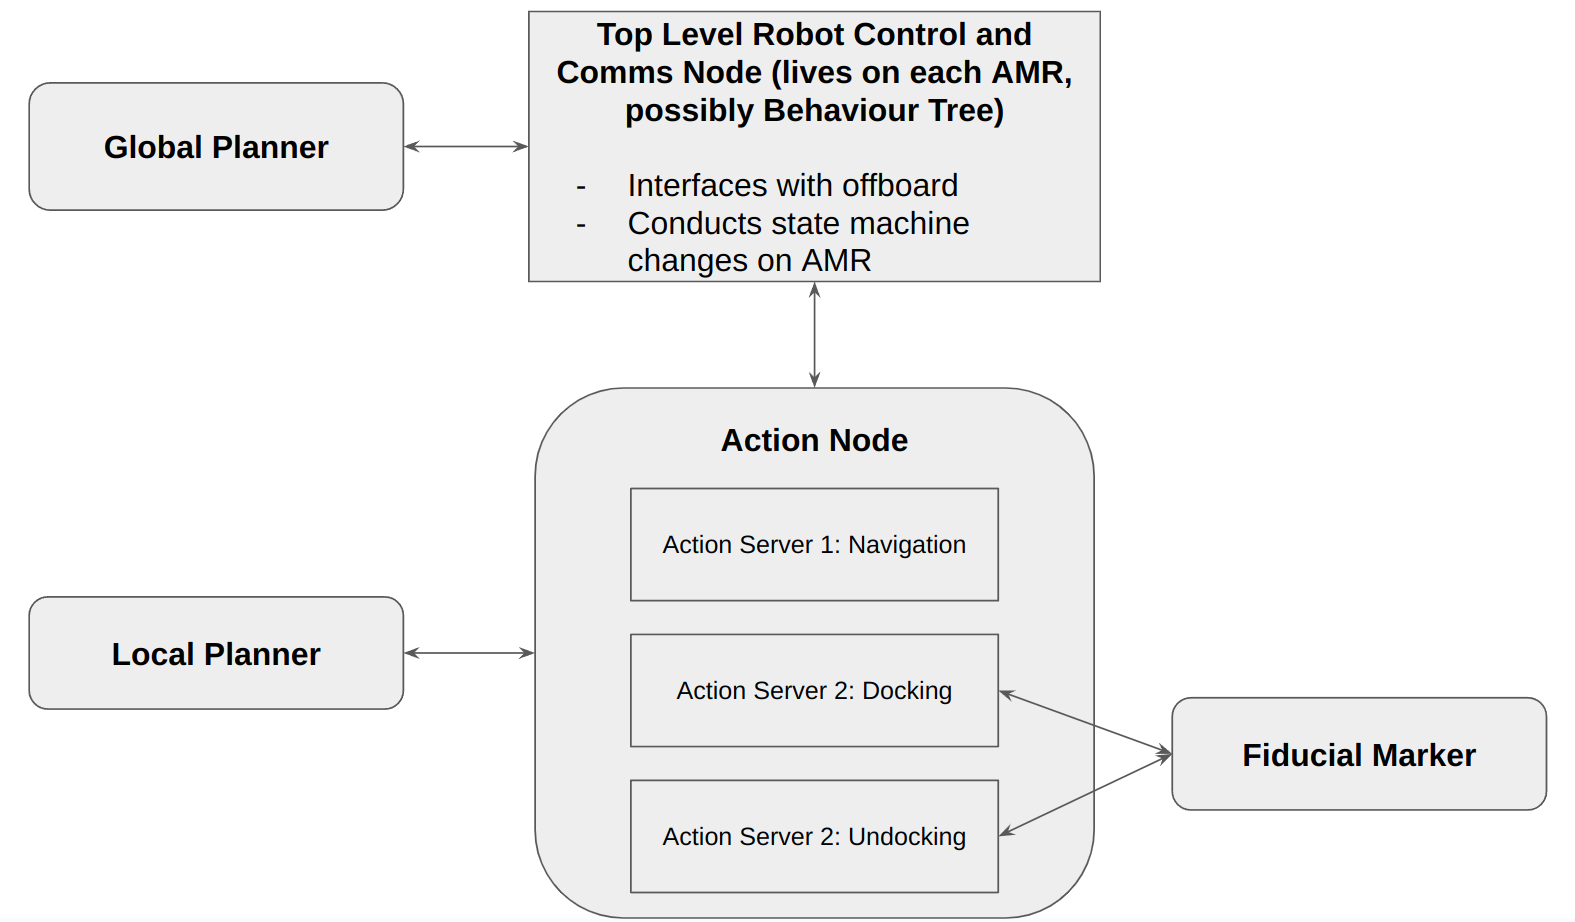 Top Level Robot Control and
Comms Node (lives on each AMR,
possibly Behaviour Tree)
Global Planner
- Interfaces with offboard
- Conducts state machine
changes on AMR
Action Node
Action Server 1: Navigation
Local Planner
Action Server 2: Docking
Fiducial Marker
Action Server 2: Undocking